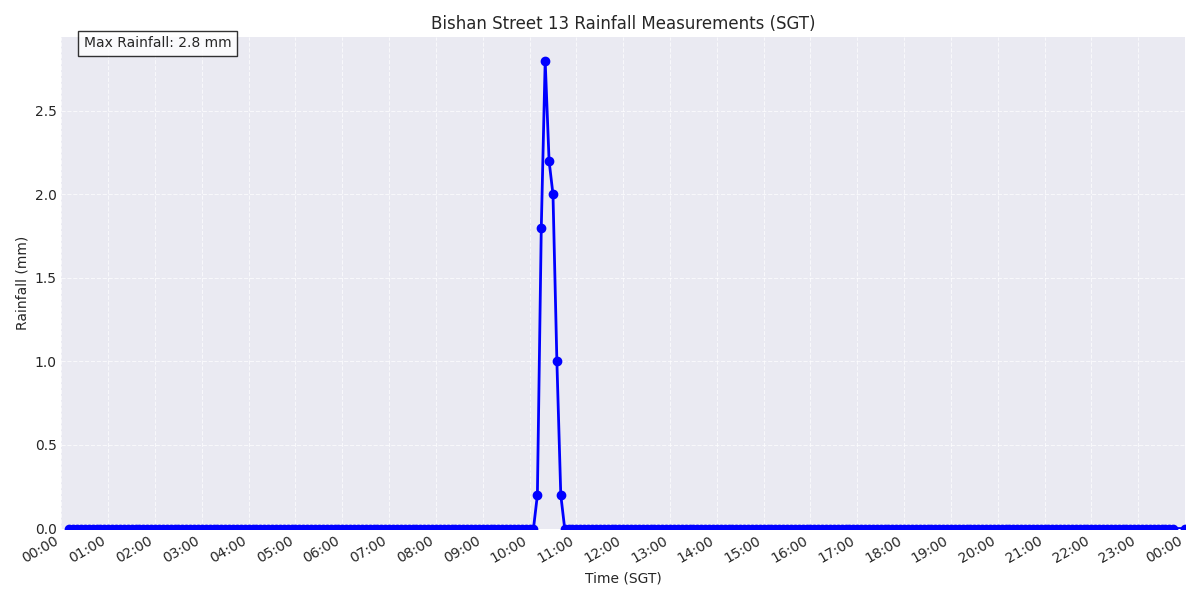 Bishan Street 13 Rainfall Measurements (SGT)
Max Rainfall: 2.8 mm
2.5
2.0
1.5
1.0
0.5
0.0
Rainfall (mm)
00:00 01:00 02:00 03:00 04:00 05:00 06:00 07:00 08:00 09:00 10:00 11:00 12:00 13:00 14:00 15:00 16:00 17:00 18:00 19:00 20:00 21:00 22:00 23:00 00:00
Time (SGT)